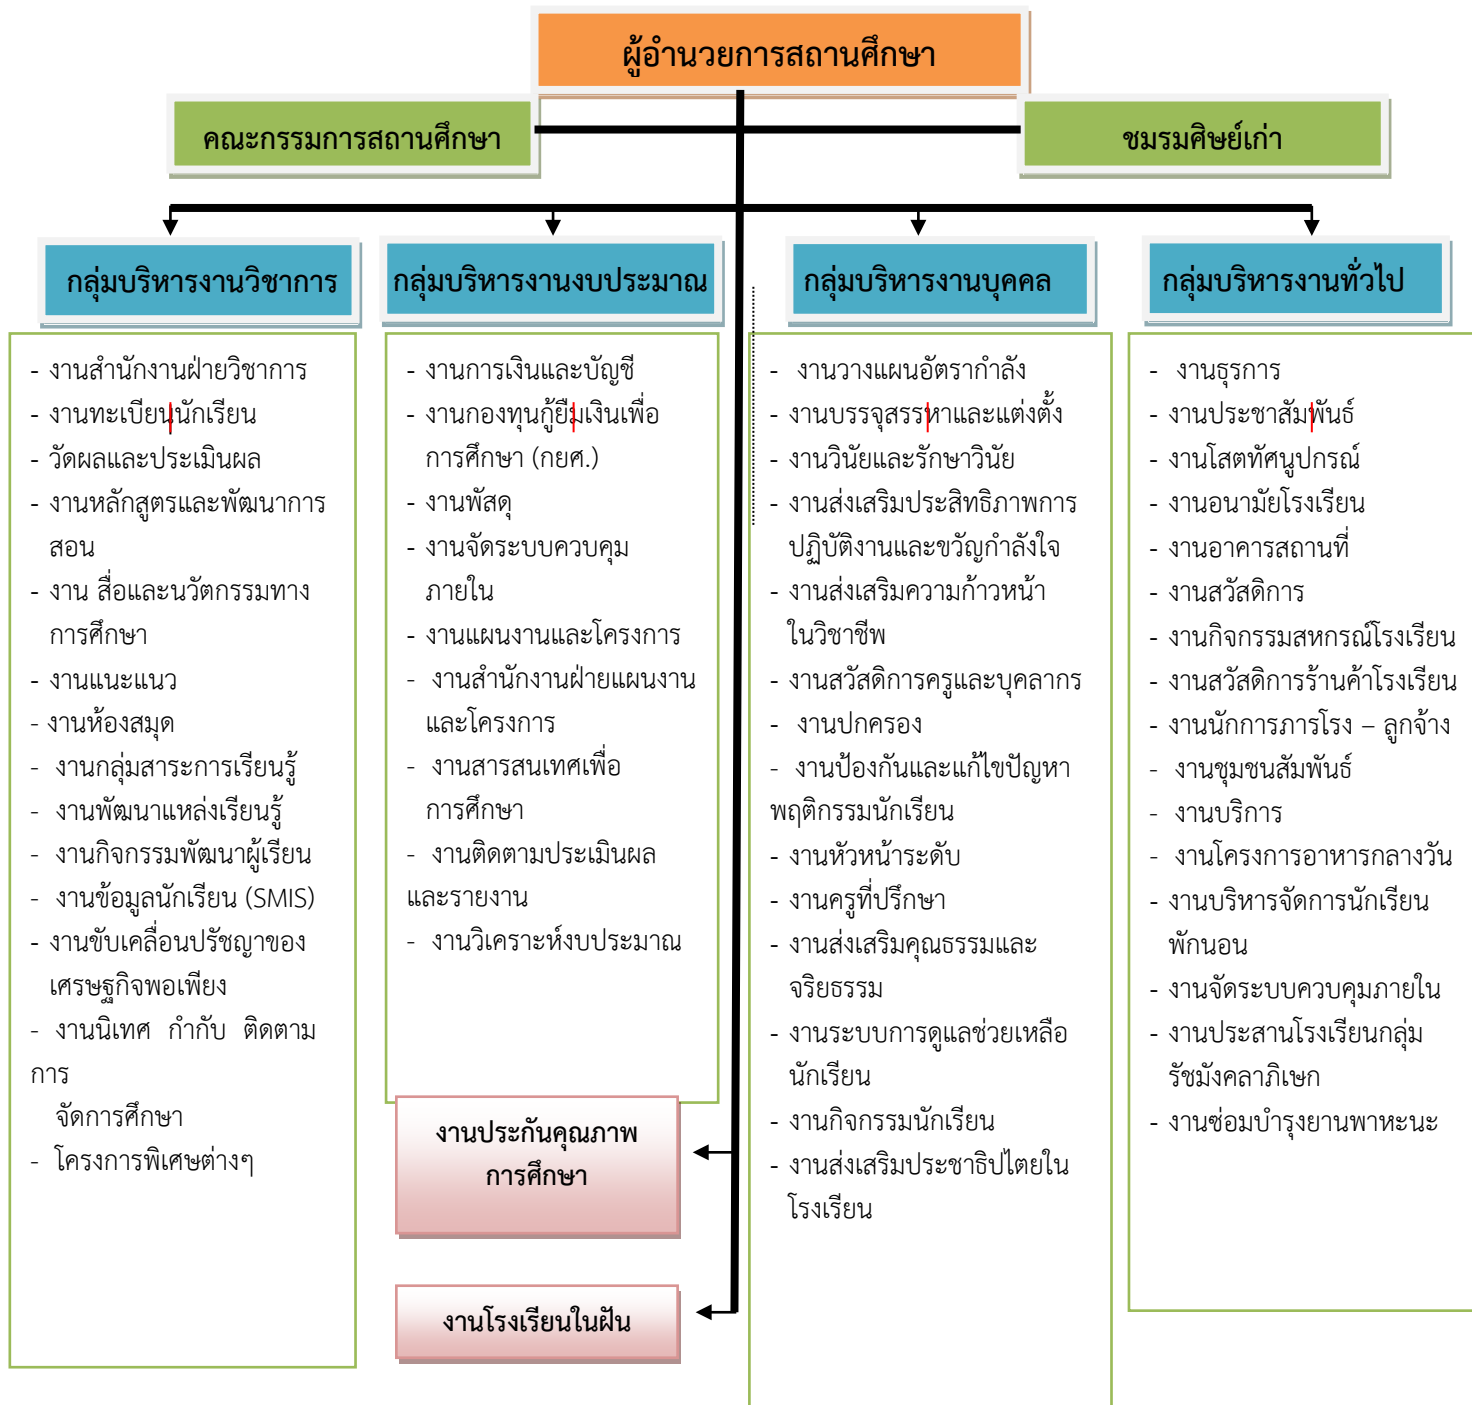 ผู้อำนวยการสถานศึกษา
คณะกรรมการสถานศึกษา
ชมรมศิษย์เก่า
กลุ่มบริหารงานวิชาการ
- งานสำนักงานฝ่ายวิชาการ
- งานทะเบียนนักเรียน
- วัดผลและประเมินผล
- งานหลักสูตรและพัฒนาการ
สอน
- งาน สื่อและนวัตกรรมทาง
การศึกษา
- งานแนะแนว
- งานห้องสมุด
- งานกลุ่มสาระการเรียนรู้
- งานพัฒนาแหล่งเรียนรู้
- งานกิจกรรมพัฒนาผู้เรียน
- งานข้อมูลนักเรียน (SMIS)
- งานขับเคลื่อนปรัชญาของ
เศรษฐกิจพอเพียง
- งานนิเทศ กำกับ ติดตาม
การ
จัดการศึกษา
- โครงการพิเศษต่างๆ
กลุ่มบริหารงานงบประมาณ
- งานการเงินและบัญชี
- งานกองทุนกู้ยืมเงินเพื่อ
การศึกษา (กยศ.)
- งานพัสดุ
- งานจัดระบบควบคุม
ภายใน
- งานแผนงานและโครงการ
- งานสำนักงานฝ่ายแผนงาน
และโครงการ
- งานสารสนเทศเพื่อ
การศึกษา
- งานติดตามประเมินผล
และรายงาน
- งานวิเคราะห์งบประมาณ
งานประกันคุณภาพ
การศึกษา
งานโรงเรียนในฝัน
กลุ่มบริหารงานบุคคล
- งานวางแผนอัตรากำลัง
- งานบรรจุสรรหาและแต่งตั้ง
- งานวินัยและรักษาวินัย
- งานส่งเสริมประสิทธิภาพการ
ปฏิบัติงานและขวัญกำลังใจ
- งานส่งเสริมความก้าวหน้า
ในวิชาชีพ
- งานสวัสดิการครูและบุคลากร
- งานปกครอง
- งานป้องกันและแก้ไขปัญหา
พฤติกรรมนักเรียน
- งานหัวหน้าระดับ
- งานครูที่ปรึกษา
- งานส่งเสริมคุณธรรมและ
จริยธรรม
- งานระบบการดูแลช่วยเหลือ
นักเรียน
- งานกิจกรรมนักเรียน
- งานส่งเสริมประชาธิปไตยใน
โรงเรียน
กลุ่มบริหารงานทั่วไป
- งานธุรการ
- งานประชาสัมพันธ์
- งานโสตทัศนูปกรณ์
- งานอนามัยโรงเรียน
- งานอาคารสถานที่
- งานสวัสดิการ
- งานกิจกรรมสหกรณ์โรงเรียน
- งานสวัสดิการร้านค้าโรงเรียน
- งานนักการภารโรง – ลูกจ้าง
- งานชุมชนสัมพันธ์
- งานบริการ
- งานโครงการอาหารกลางวัน
- งานบริหารจัดการนักเรียน
พักนอน
- งานจัดระบบควบคุมภายใน
- งานประสานโรงเรียนกลุ่ม
รัชมังคลาภิเษก
- งานซ่อมบำรุงยานพาหะนะ